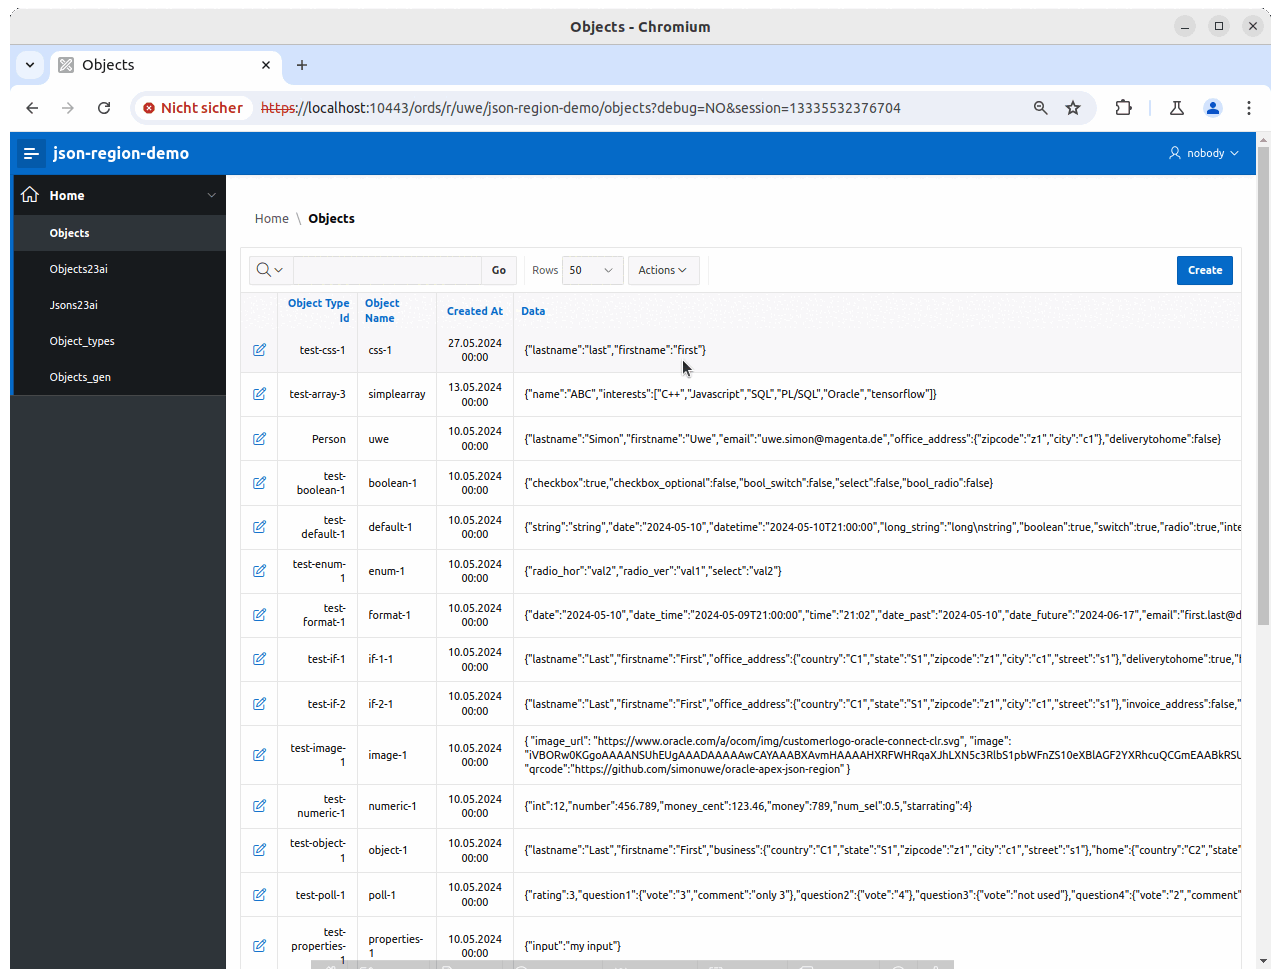 Objects - Chromium
Objects
Nicht sicher https://localhost:10443/ords/r/uwe/json-region-demo/objects?debug=NO&session=13335532376704
json-region-demo
nobody
Home
Objects
Objects23ai
Jsons23ai
Object_types
Objects_gen
Home \ Objects
Go
Rows 50
Actions
Create
Object Type Id
Object Name
Created At
Data
test-css-1 css-1 27.05.2024 00:00 {"lastname":"last","firstname":"first"}
test-array-3 simplearray 13.05.2024 00:00 {"name":"ABC","interests":["C++","Javascript","SQL","PL/SQL","Oracle","tensorflow"]}
Person uwe 10.05.2024 00:00 {"lastname":"Simon","firstname":"Uwe","email":"uwe.simon@magenta.de","office_address":{"zipcode":"z1","city":"c1"},"deliverytohome":false}
test-boolean-1 boolean-1 10.05.2024 00:00 {"checkbox":true,"checkbox_optional":false,"bool_switch":false,"select":false,"bool_radio":false}
test-default-1 default-1 10.05.2024 00:00 {"string":"string","date":"2024-05-10","datetime":"2024-05-10T21:00:00","long_string":"long\nstring","boolean":true,"switch":true,"radio":true,"inte
test-enum-1 enum-1 10.05.2024 00:00 {"radio_hor":"val2","radio_ver":"val1","select":"val2"}
test-format-1 format-1 10.05.2024 00:00 {"date":"2024-05-10","date_time":"2024-05-09T21:00:00","time":"21:02","date_past":"2024-05-10","date_future":"2024-06-17","email":"first.last@d
test-if-1 if-1-1 10.05.2024 00:00 {"lastname":"Last","firstname":"First","office_address":{"country":"C1","state":"S1","zipcode":"z1","city":"c1","street":"s1"},"deliverytohome":true,"
test-if-2 if-2-1 10.05.2024 00:00 {"lastname":"Last","firstname":"First","office_address":{"country":"C1","state":"S1","zipcode":"z1","city":"c1","street":"s1"},"invoice_address":false,"
test-image-1 image-1 10.05.2024 00:00 { "image_url": "https://www.oracle.com/a/ocom/img/customerlogo-oracle-connect-clr.svg", "image":
"iVBORw0KGgoAAAANSUhEUgAAADAAAAAwCAYAAABXAvmHAAAAHXRFWHRqaXJhLXN5c3RlbS1pbWFnZS10eXBlAGF2YXRhcuQCGmEAABkRSU
"qrcode":"https://github.com/simonuwe/oracle-apex-json-region" }
test-numeric-1 numeric-1 10.05.2024 00:00 {"int":12,"number":456.789,"money_cent":123.46,"money":789,"num_sel":0.5,"starrating":4}
test-object-1 object-1 10.05.2024 00:00 {"lastname":"Last","firstname":"First","business":{"country":"C1","state":"S1","zipcode":"z1","city":"c1","street":"s1"},"home":{"country":"C2","state"
test-poll-1 poll-1 10.05.2024 00:00 {"rating":3,"question1":{"vote":"3","comment":"only 3"},"question2":{"vote":"4"},"question3":{"vote":"not used"},"question4":{"vote":"2","comment"
test-properties-1 properties-1 10.05.2024 00:00 {"input":"my input"}